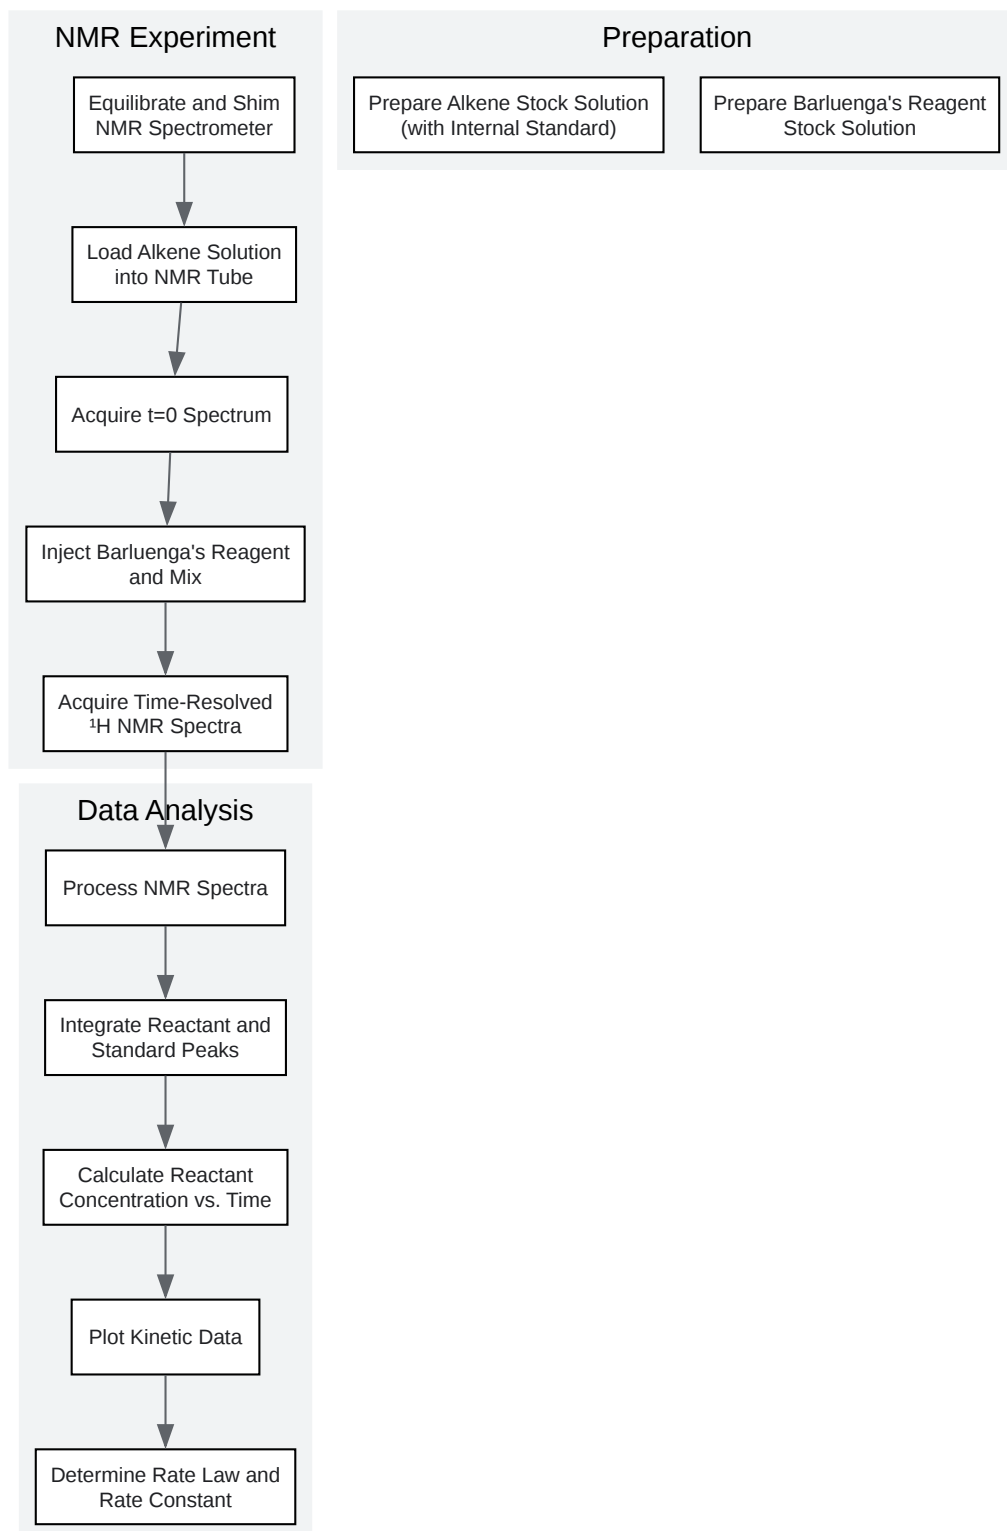 NMR Experiment
Equilibrate and Shim
NMR Spectrometer
Load Alkene Solution
into NMR Tube
Acquire t=0 Spectrum
Inject Barluenga's Reagent
and Mix
Acquire Time-Resolved
¹H NMR Spectra
Preparation
Prepare Alkene Stock Solution
(with Internal Standard)
Prepare Barluenga's Reagent
Stock Solution
Data Analysis
Process NMR Spectra
Integrate Reactant and
Standard Peaks
Calculate Reactant
Concentration vs. Time
Plot Kinetic Data
Determine Rate Law and
Rate Constant